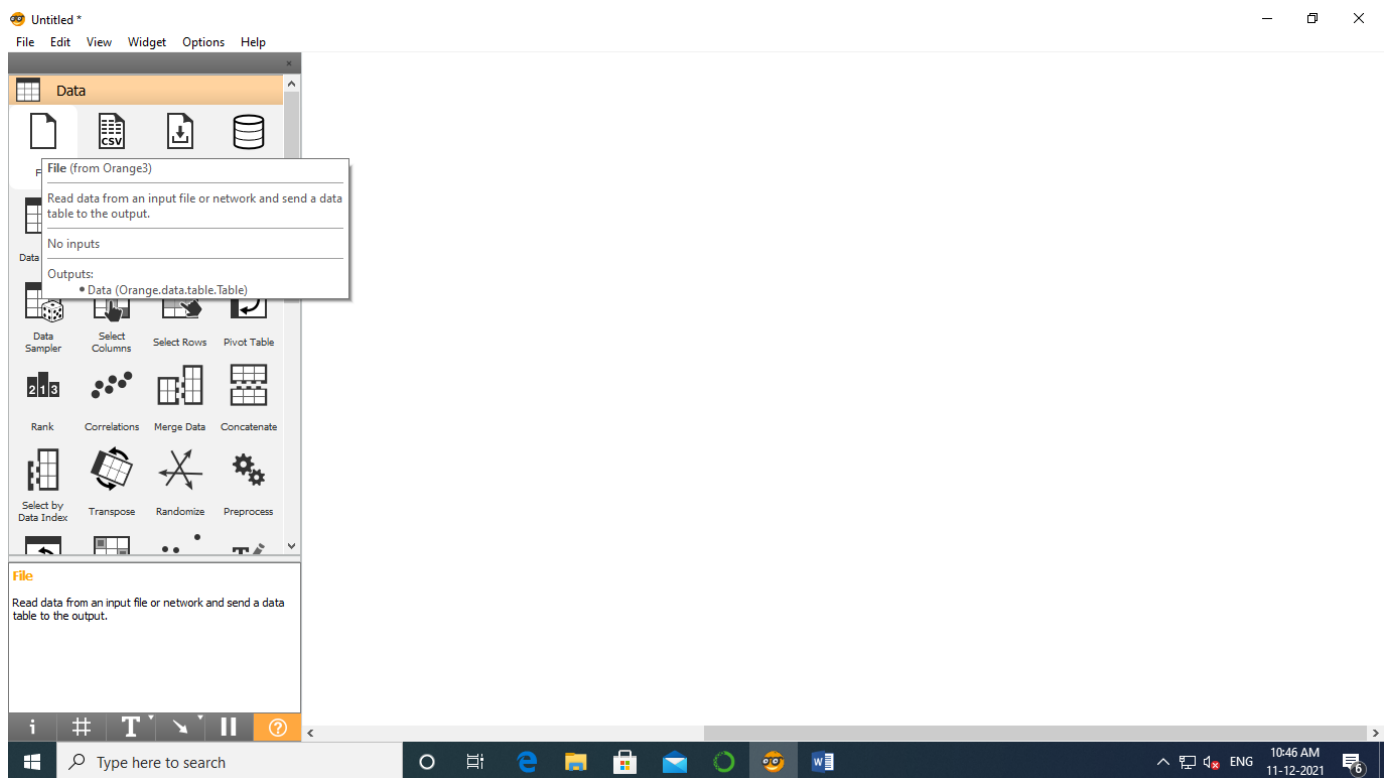 Untitled *
File Edit View Widget Options Help
Data
CSV
File (from Orange3)
Read data from an input file or network and send a data
table to the output.
No inputs
Outputs:
• Data (Orange.data.table.Table)
Data
Data Sampler
Select Columns
Select Rows
Pivot Table
2 1 3
Rank
Correlations
Merge Data
Concatenate
Select by Data Index
Transpose
Randomize
Preprocess
File
Read data from an input file or network and send a data
table to the output.
Type here to search
ENG
10:46 AM
11-12-2021
6